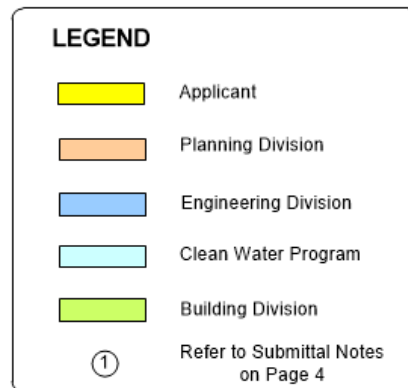 LEGEND
Applicant
Planning Division
Engineering Division
Clean Water Program
Building Division
1 Refer to Submittal Notes
on Page 4